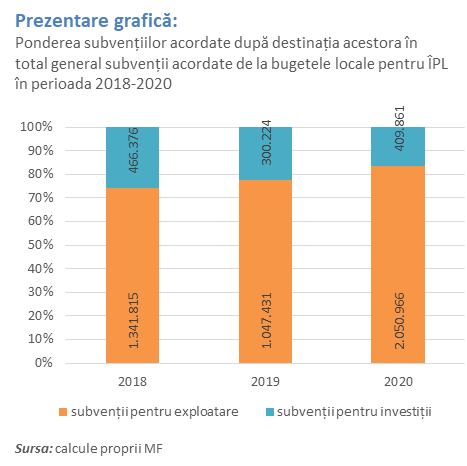 Prezentare grafică:
Ponderea subvențiilor acordate după destinația acestora în
total general subvenții acordate de la bugetele locale pentru ÎPL
în perioada 2018-2020
100%
90%
80%
70%
60%
50%
40%
30%
20%
10%
0%
466.376
300.224
409.861
1.341.815
1.047.431
2.050.966
2018
2019
2020
subvenții pentru exploatare
subvenții pentru investiții
Sursa: calcule proprii MF